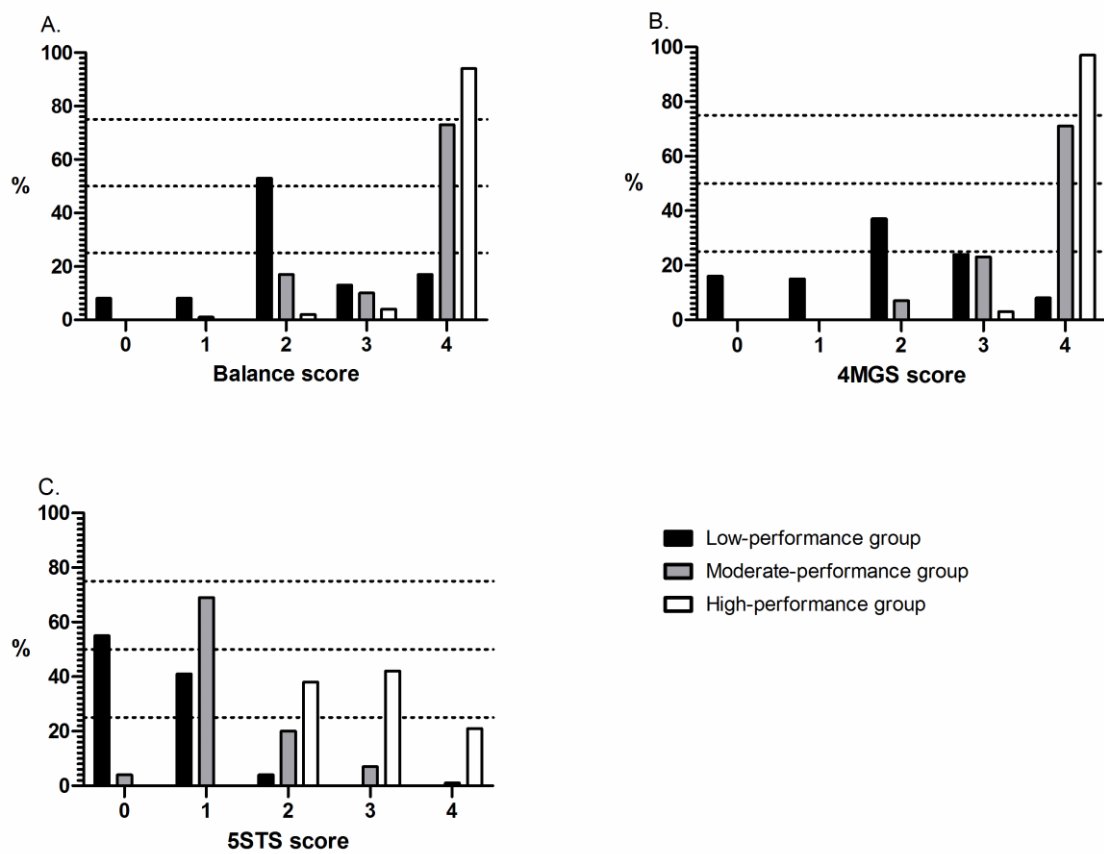 A.
100
80
60
%
40
20
0
0 1 2 3 4
Balance score
B.
100
80
60
%
40
20
0
0 1 2 3 4
4MGS score
C.
100
80
60
%
40
20
0
0 1 2 3 4
5STS score
Low-performance group
Moderate-performance group
High-performance group